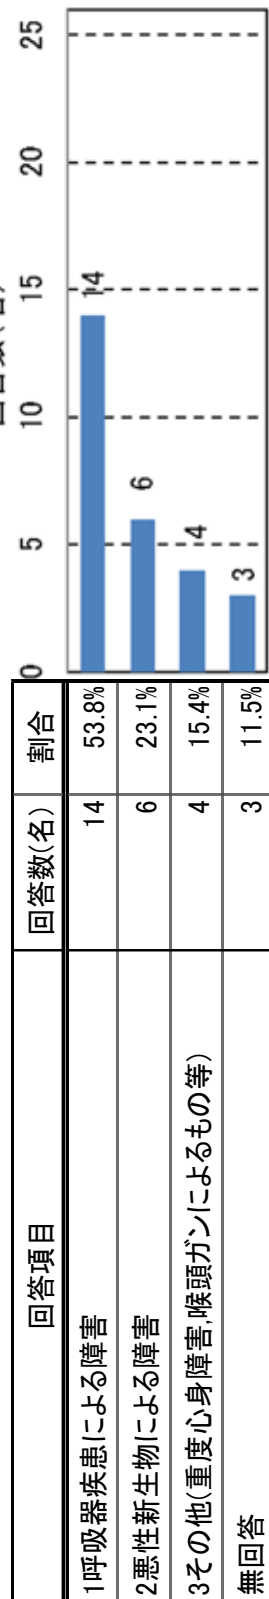 回答項目 回答数(名) 割合
1呼吸器疾患による障害 14 53.8%
2悪性新生物による障害 6 23.1%
3その他(重度心身障害,喉頭ガンによるもの等) 4 15.4%
無回答 3 11.5%
0 5 10 15 20 25
14
6
4
3